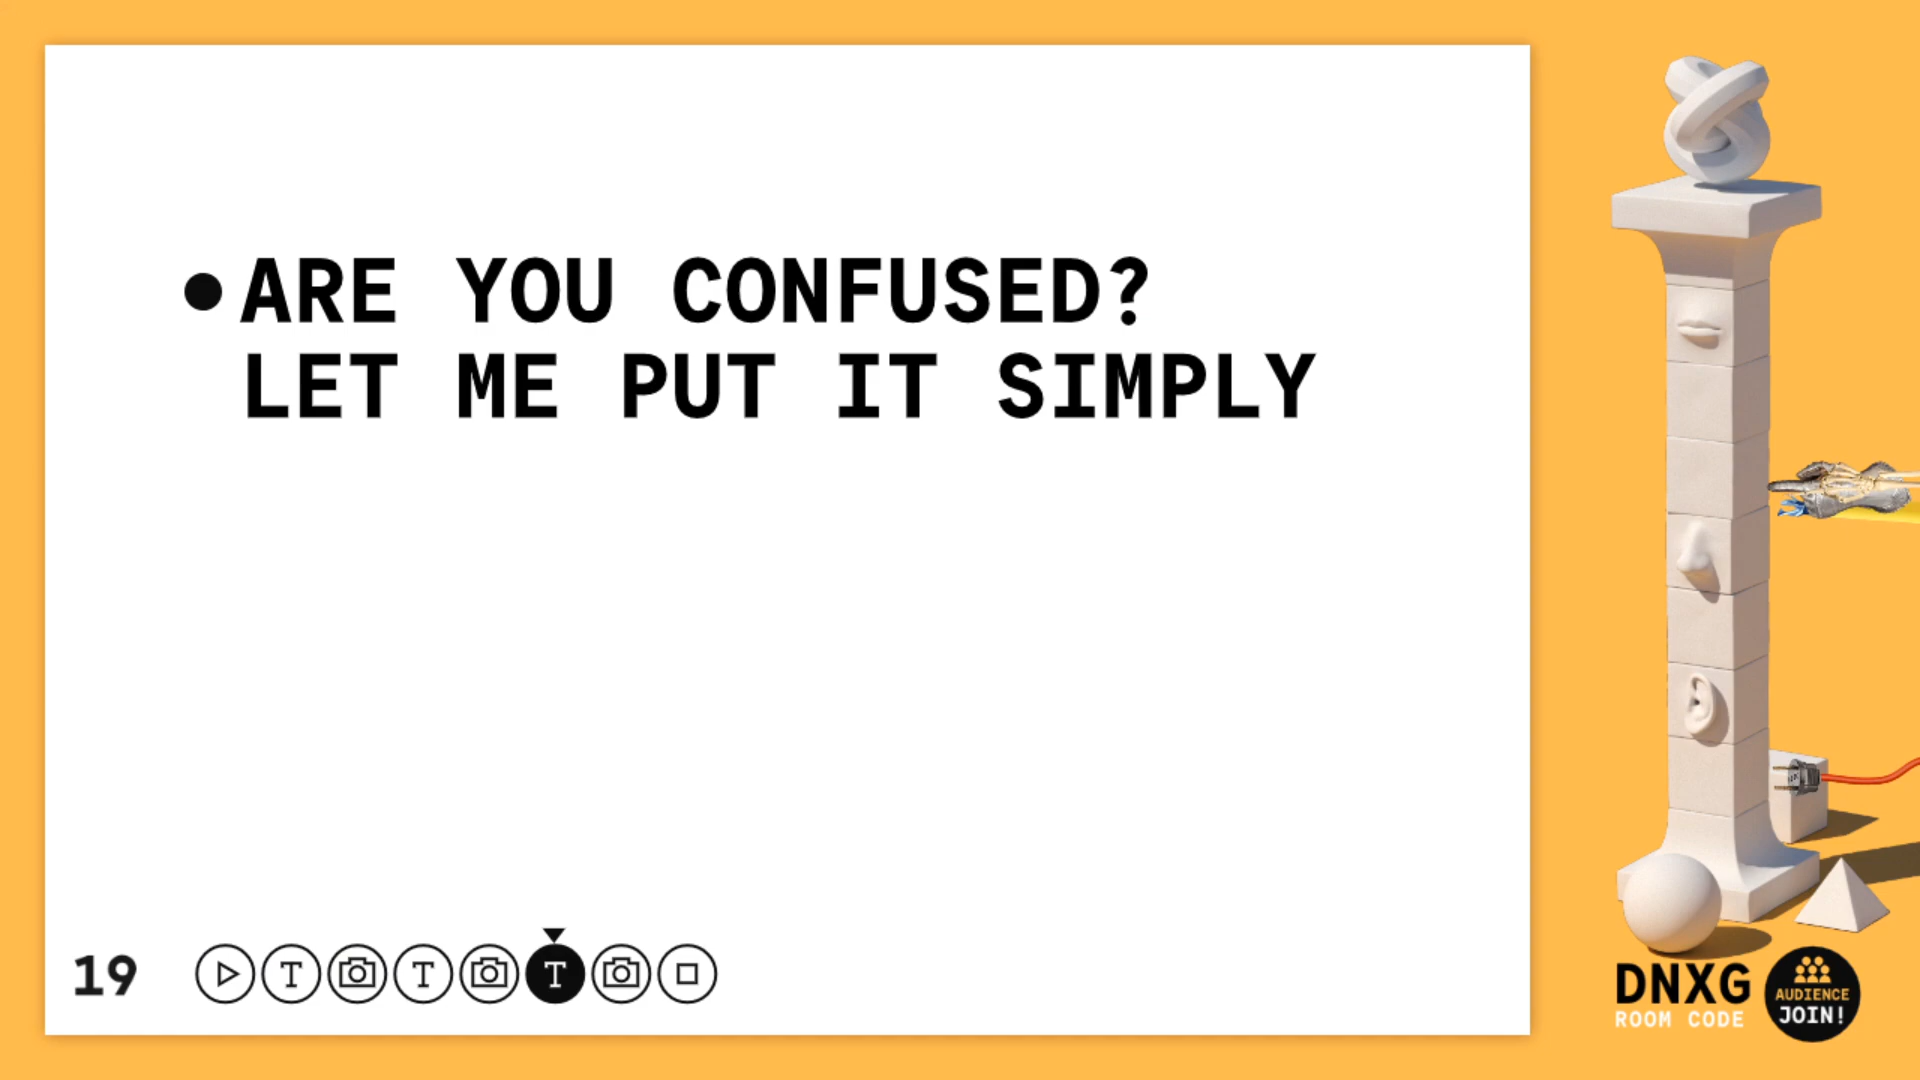 ARE YOU CONFUSED?
LET ME PUT IT SIMPLY
19
T
T
T
DNXG
ROOM CODE
AUDIENCE
JOIN!